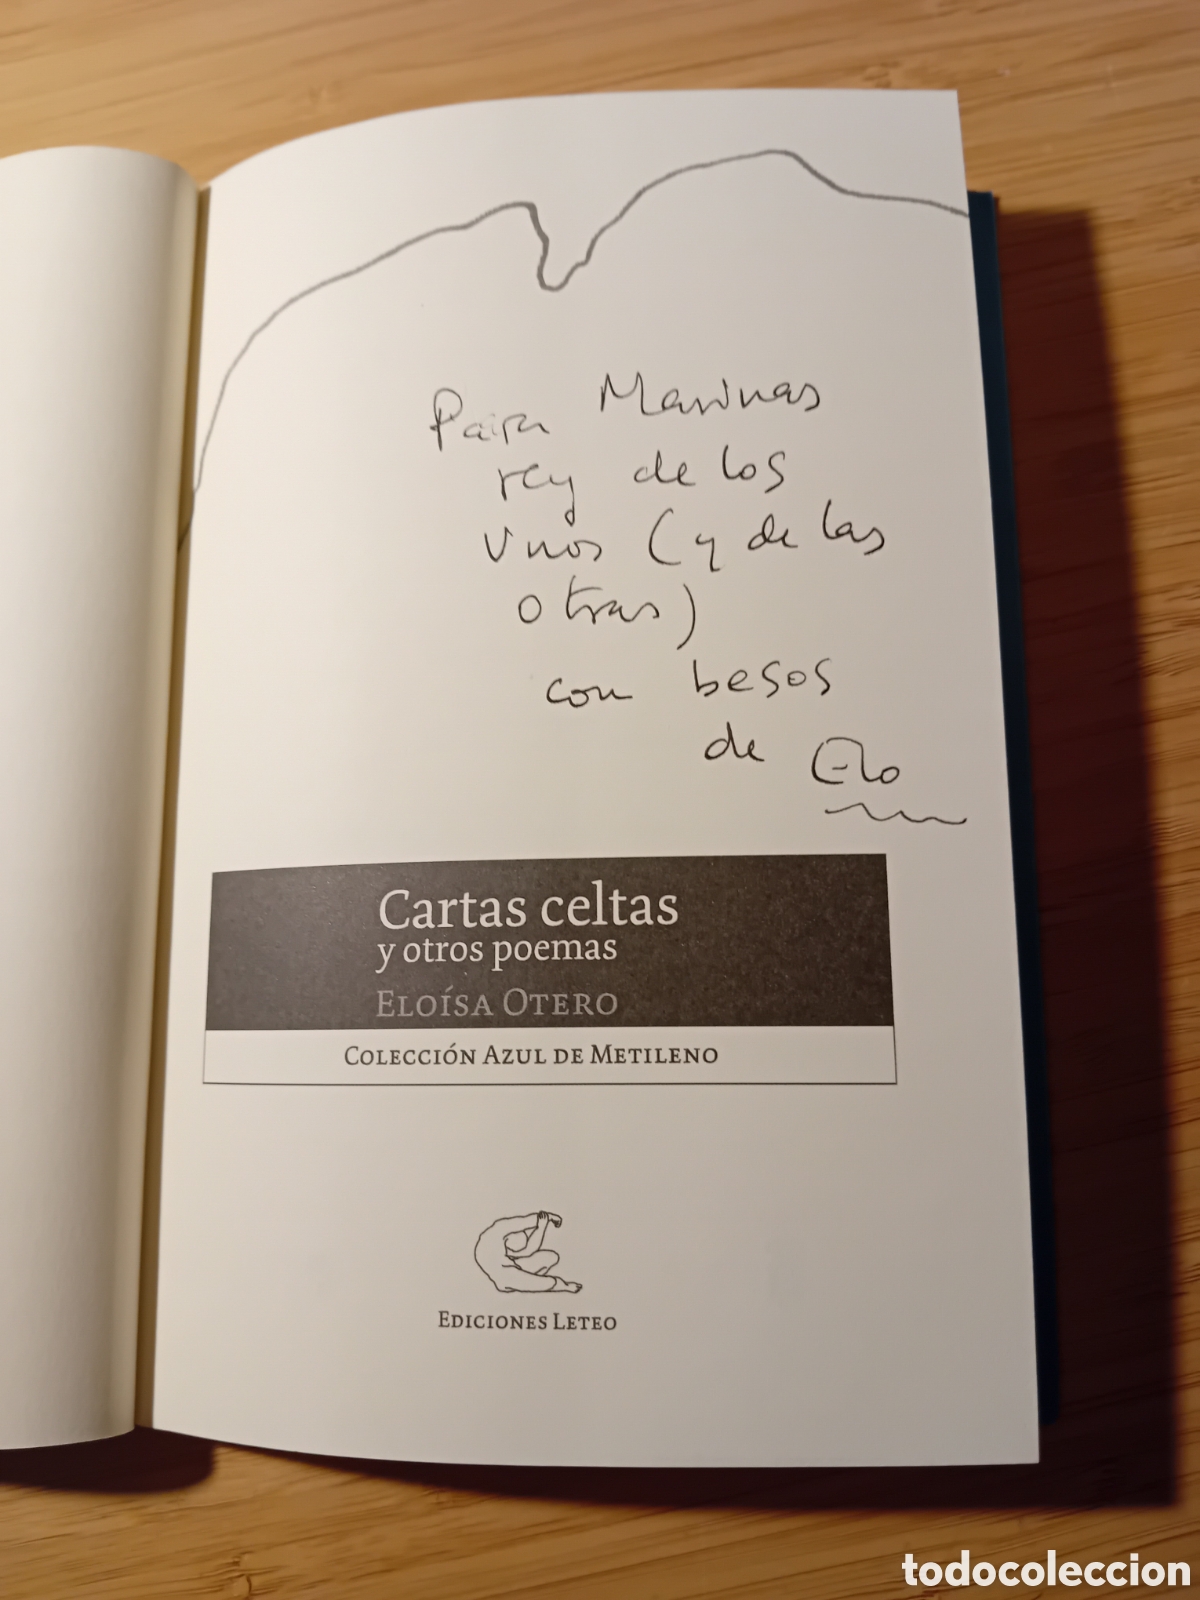 Para Marinas
rey de los
vnos (y de las
otras)
con besos
de Elo
Cartas celtas
y otros poemas
Eloísa Otero
Colección Azul de Metileno
Ediciones Leteo
todocoleccion